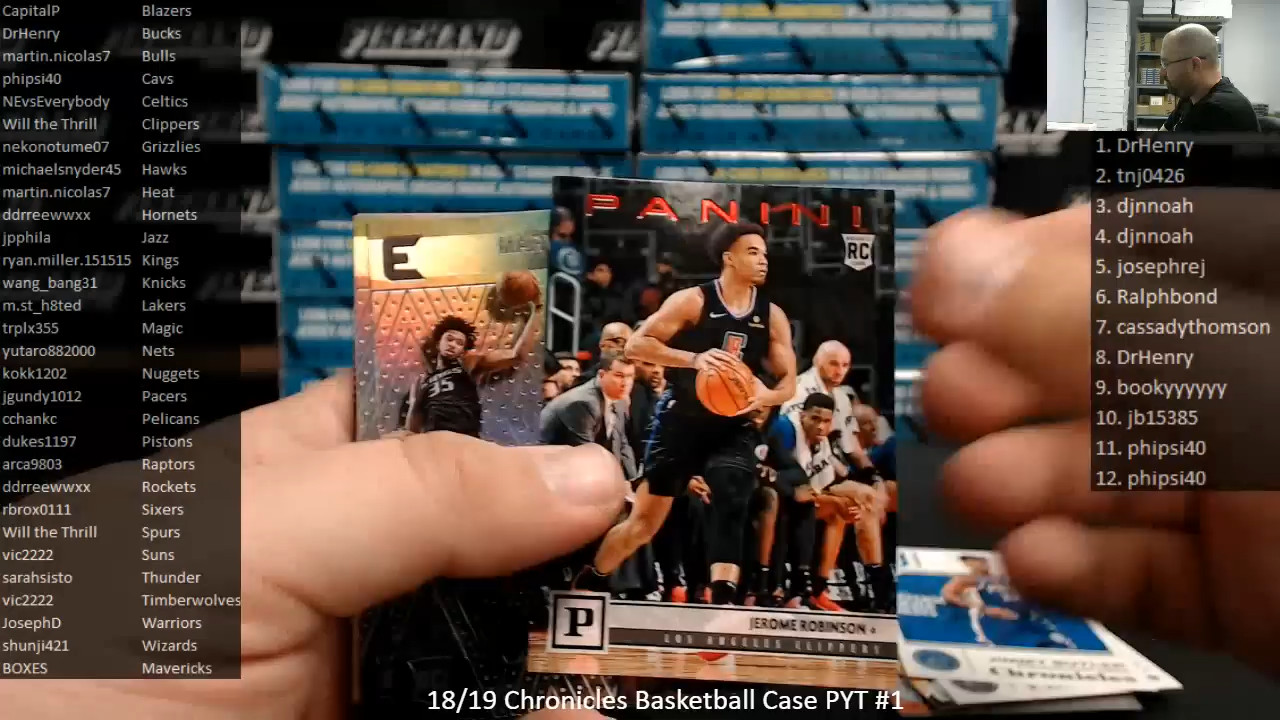 CapitalP Blazers
DrHenry Bucks
martin.nicolas7 Bulls
phipsi40 Cavs
NEvsEverybody Celtics
Will the Thrill Clippers
nekonotume07 Grizzlies
michaelsnyder45 Hawks
martin.nicolas7 Heat
ddrreewwxx Hornets
jpphila Jazz
ryan.miller.151515 Kings
wang_bang31 Knicks
m.st_h8ted Lakers
trplx355 Magic
yutaro882000 Nets
kokk1202 Nuggets
jgundy1012 Pacers
cchankc Pelicans
dukes1197 Pistons
arca9803 Raptors
ddrreewwxx Rockets
rbrox0111 Sixers
Will the Thrill Spurs
vic2222 Suns
sarahsisto Thunder
vic2222 Timberwolves
JosephD Warriors
shunji421 Wizards
BOXES Mavericks
1. DrHenry
2. tnj0426
3. djnnoah
4. djnnoah
5. josephrej
6. Ralphbond
7. cassadythomson
8. DrHenry
9. bookyyyyyy
10. jb15385
11. phipsi40
12. phipsi40
PANINI
RC
E
35
P
JEROME ROBINSON
LOS ANGELES CLIPPERS
Chronicles
18/19 Chronicles Basketball Case PYT #1